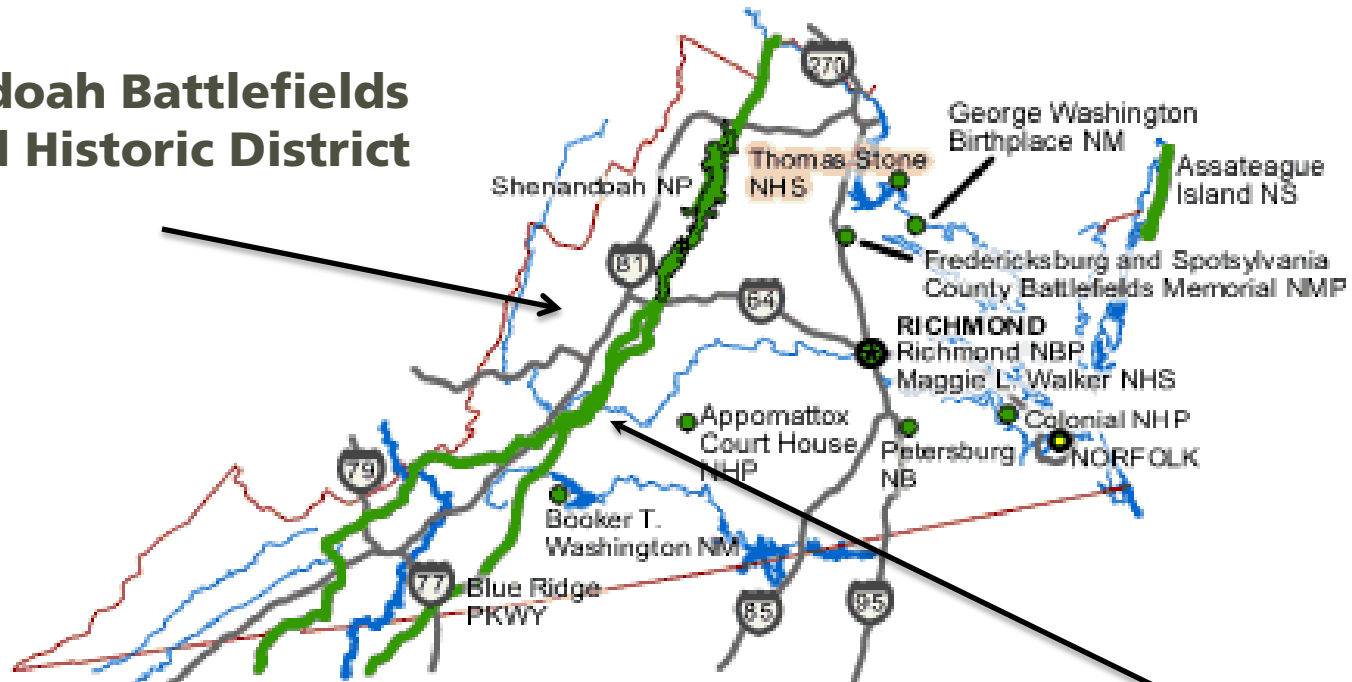 doah Battlefields
l Historic District
270
George Washington
Birthplace NM
Thomas Stone
NHS
Assateague
Island NS
Shenandoah NP
81
Fredericksburg and Spotsylvania
County Battlefields Memorial NMP
64
RICHMOND
Richmond NBP
Maggie L. Walker NHS
Appomattox
Court House
NHP
Colonial NHP
Petersburg
NB
NORFOLK
79
Booker T.
Washington NM
77
Blue Ridge
PKWY
85
95